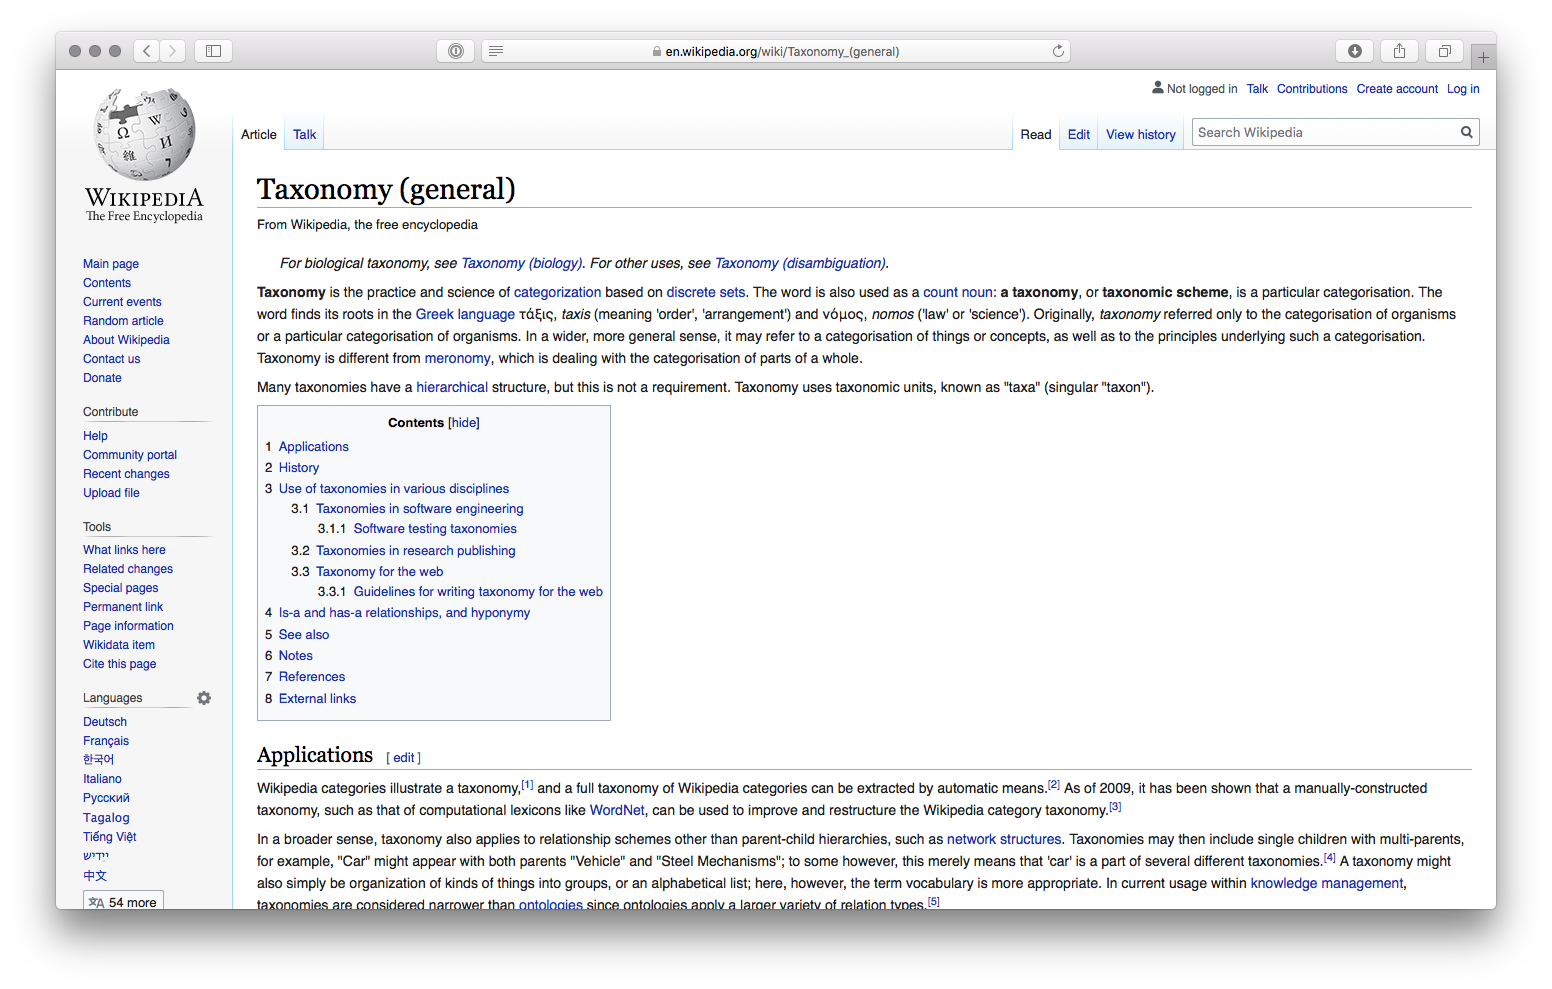 en.wikipedia.org/wiki/Taxonomy_(general)
Not logged in Talk Contributions Create account Log in
Article Talk
Read Edit View history Search Wikipedia
WIKIPEDIA
The Free Encyclopedia
Main page
Contents
Current events
Random article
About Wikipedia
Contact us
Donate
Contribute
Help
Community portal
Recent changes
Upload file
Tools
What links here
Related changes
Special pages
Permanent link
Page information
Wikidata item
Cite this page
Languages
Deutsch
Français
한국어
Italiano
Русский
Tagalog
Tiếng Việt
ייִדיש
中文
54 more
Taxonomy (general)
From Wikipedia, the free encyclopedia
For biological taxonomy, see Taxonomy (biology). For other uses, see Taxonomy (disambiguation).
Taxonomy is the practice and science of categorization based on discrete sets. The word is also used as a count noun: a taxonomy, or taxonomic scheme, is a particular categorisation. The
word finds its roots in the Greek language τάξις, taxis (meaning 'order', 'arrangement') and νόμος, nomos ('law' or 'science'). Originally, taxonomy referred only to the categorisation of organisms
or a particular categorisation of organisms. In a wider, more general sense, it may refer to a categorisation of things or concepts, as well as to the principles underlying such a categorisation.
Taxonomy is different from meronomy, which is dealing with the categorisation of parts of a whole.
Many taxonomies have a hierarchical structure, but this is not a requirement. Taxonomy uses taxonomic units, known as "taxa" (singular "taxon").
Contents [hide]
1 Applications
2 History
3 Use of taxonomies in various disciplines
3.1 Taxonomies in software engineering
3.1.1 Software testing taxonomies
3.2 Taxonomies in research publishing
3.3 Taxonomy for the web
3.3.1 Guidelines for writing taxonomy for the web
4 Is-a and has-a relationships, and hyponymy
5 See also
6 Notes
7 References
8 External links
Applications [ edit ]
Wikipedia categories illustrate a taxonomy,[1] and a full taxonomy of Wikipedia categories can be extracted by automatic means.[2] As of 2009, it has been shown that a manually-constructed
taxonomy, such as that of computational lexicons like WordNet, can be used to improve and restructure the Wikipedia category taxonomy.[3]
In a broader sense, taxonomy also applies to relationship schemes other than parent-child hierarchies, such as network structures. Taxonomies may then include single children with multi-parents,
for example, "Car" might appear with both parents "Vehicle" and "Steel Mechanisms"; to some however, this merely means that 'car' is a part of several different taxonomies.[4] A taxonomy might
also simply be organization of kinds of things into groups, or an alphabetical list; here, however, the term vocabulary is more appropriate. In current usage within knowledge management,
taxonomies are considered narrower than ontologies since ontologies apply a larger variety of relation types.[5]